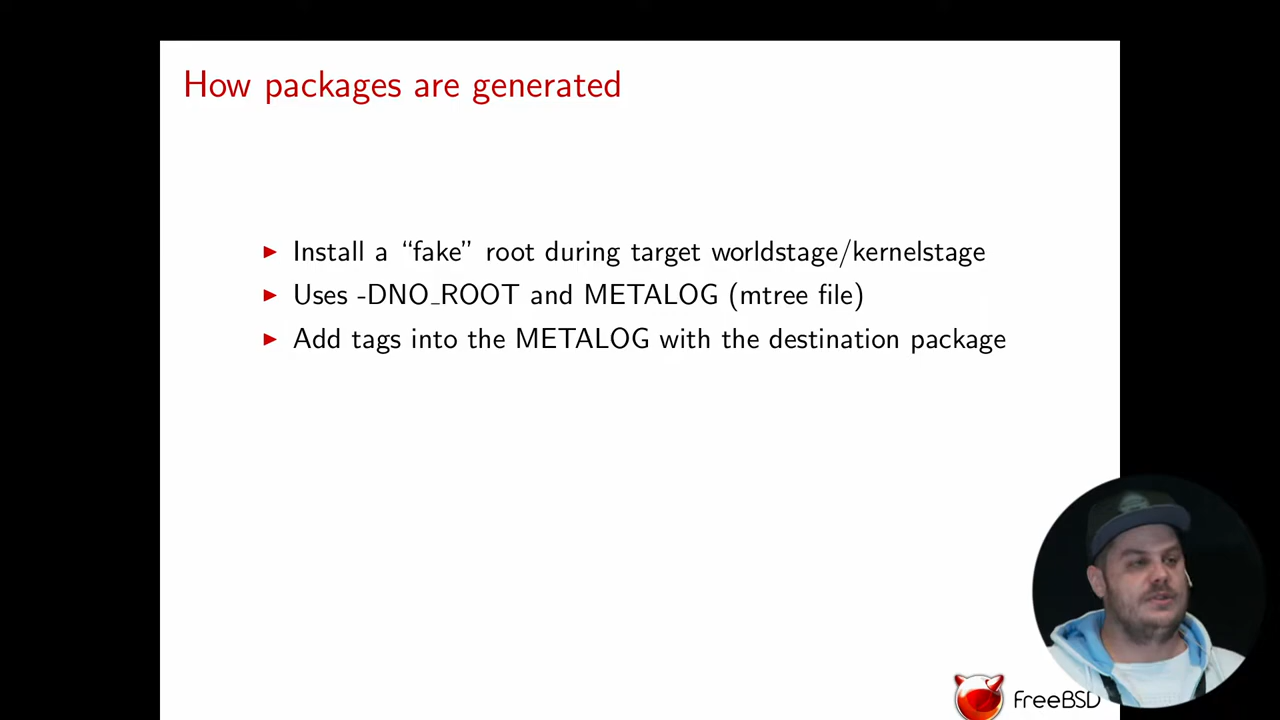 How packages are generated
Install a “fake” root during target worldstage/kernelstage
Uses -DNO_ROOT and METALOG (mtree file)
Add tags into the METALOG with the destination package
FreeBSD